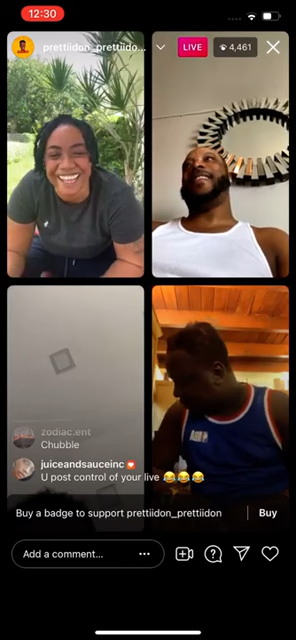 12:30
prettiidon_prettiido...
LIVE
4,461
zodiac.ent
Chubble
juiceandsauceinc
U post control of your live 😂😂😂
Buy a badge to support prettiidon_prettiidon
Buy
Add a comment...